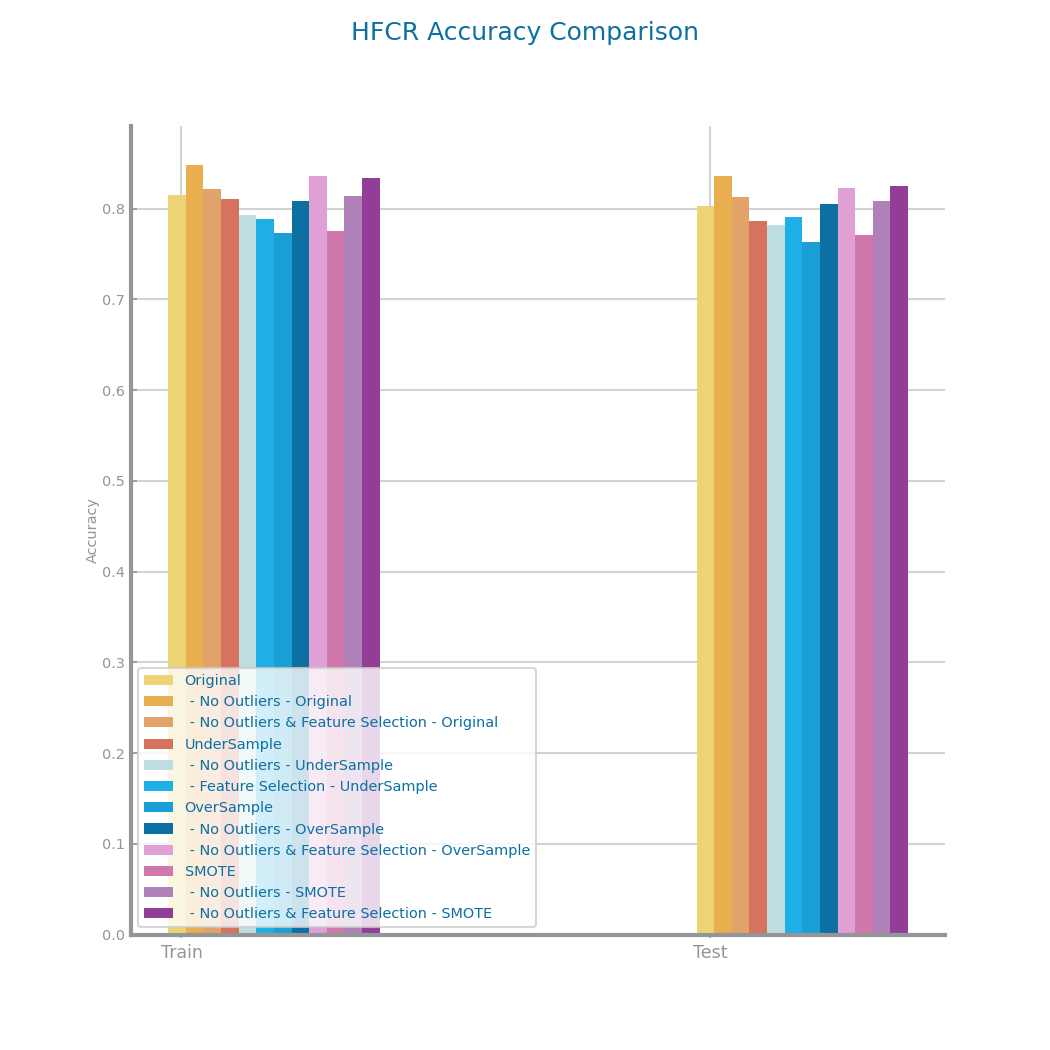 HFCR Accuracy Comparison
Accuracy
0.8
0.7
0.6
0.5
0.4
0.3
0.2
0.1
0.0
Original
- No Outliers - Original
- No Outliers & Feature Selection - Original
UnderSample
- No Outliers - UnderSample
- Feature Selection - UnderSample
OverSample
- No Outliers - OverSample
- No Outliers & Feature Selection - OverSample
SMOTE
- No Outliers - SMOTE
- No Outliers & Feature Selection - SMOTE
Train
Test